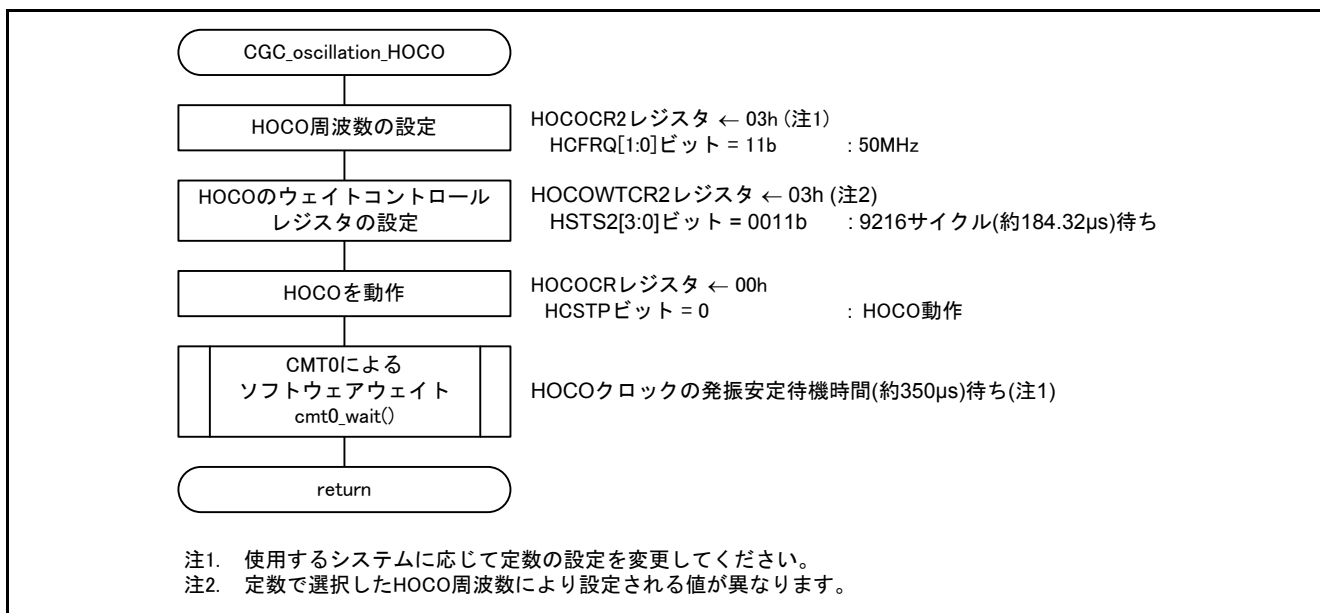 CGC_oscillation_HOCO
HOCO周波数の設定
HOCOCR2レジスタ ← 03h (注1)
HCFRQ[1:0]ビット = 11b : 50MHz
HOCOのウェイトコントロール
レジスタの設定
HOCOWTCR2レジスタ ← 03h (注2)
HSTS2[3:0]ビット = 0011b : 9216サイクル(約184.32μs)待ち
HOCOを動作
HOCOCRレジスタ ← 00h
HCSTPビット = 0 : HOCO動作
CMT0による
ソフトウェアウェイト
cmt0_wait()
HOCOクロックの発振安定待機時間(約350μs)待ち(注1)
return
注1. 使用するシステムに応じて定数の設定を変更してください。
注2. 定数で選択したHOCO周波数により設定される値が異なります。